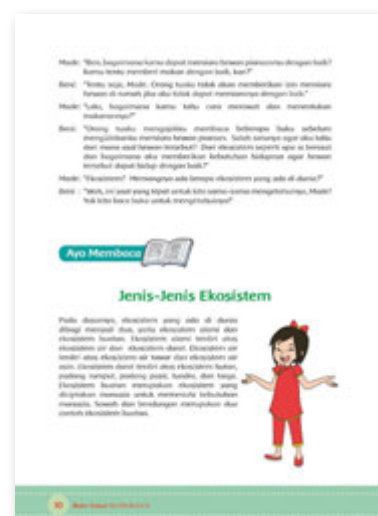 Made: "Beni, bagaimana kamu dapat merawat hewan piaraanmu dengan baik?
Kamu tentu memberi makan dengan baik, kan?"
Beni: "Tentu saja, Made. Orang tuaku tidak akan memberikan izin memiara
hewan di rumah jika aku tidak dapat merawatnya dengan baik."
Made: "Lalu, bagaimana kamu tahu cara merawat dan menentukan
makanannya?"
Beni: "Orang tuaku mengajakku membaca beberapa buku sebelum
mengizinkanku memiara hewan piaraan. Salah satunya agar aku tahu
dari mana asal hewan tersebut? Dari ekosistem seperti apa ia berasal
dan bagaimana aku memberikan kebutuhan hidupnya agar hewan
tersebut dapat hidup dengan baik?"
Made: "Ekosistem? Memangnya ada berapa ekosistem yang ada di dunia?"
Beni : "Wah, ini saat yang tepat untuk kita sama-sama mengetahuinya, Made!
Yuk kita baca buku untuk mengetahuinya!"
Ayo Membaca
Jenis-Jenis Ekosistem
Pada dasarnya, ekosistem yang ada di dunia
dibagi menjadi dua, yaitu ekosistem alami dan
ekosistem buatan. Ekosistem alami terdiri atas
ekosistem air dan ekosistem darat. Ekosistem air
terdiri atas ekosistem air tawar dan ekosistem air
asin. Ekosistem darat terdiri atas ekosistem hutan,
padang rumput, padang pasir, tundra, dan taiga.
Ekosistem buatan merupakan ekosistem yang
diciptakan manusia untuk memenuhi kebutuhan
manusia. Sawah dan bendungan merupakan dua
contoh ekosistem buatan.
10 Buku Siswa